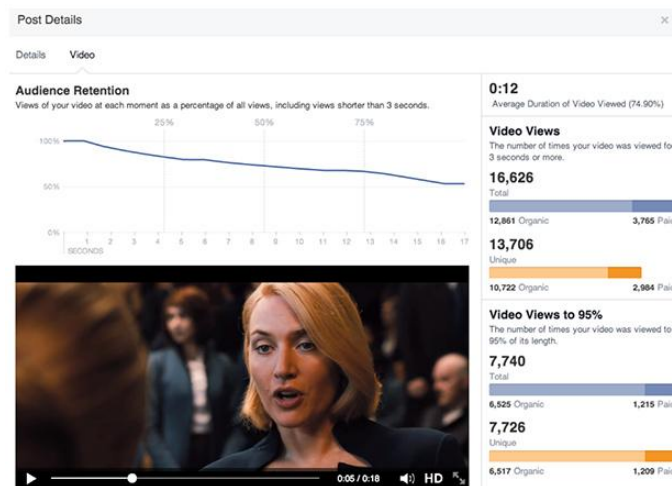 Post Details
×
Details Video
Audience Retention
Views of your video at each moment as a percentage of all views, including views shorter than 3 seconds.
25% 50% 75%
100%
50%
0%
1 2 3 4 5 6 7 8 9 10 11 12 13 14 15 16 17
SECONDS
0:05 / 0:18 HD
0:12
Average Duration of Video Viewed (74.90%)
Video Views
The number of times your video was viewed for
3 seconds or more.
16,626
Total
12,861 Organic 3,765 Paid
13,706
Unique
10,722 Organic 2,984 Paid
Video Views to 95%
The number of times your video was viewed to
95% of its length.
7,740
Total
6,525 Organic 1,215 Paid
7,726
Unique
6,517 Organic 1,209 Paid